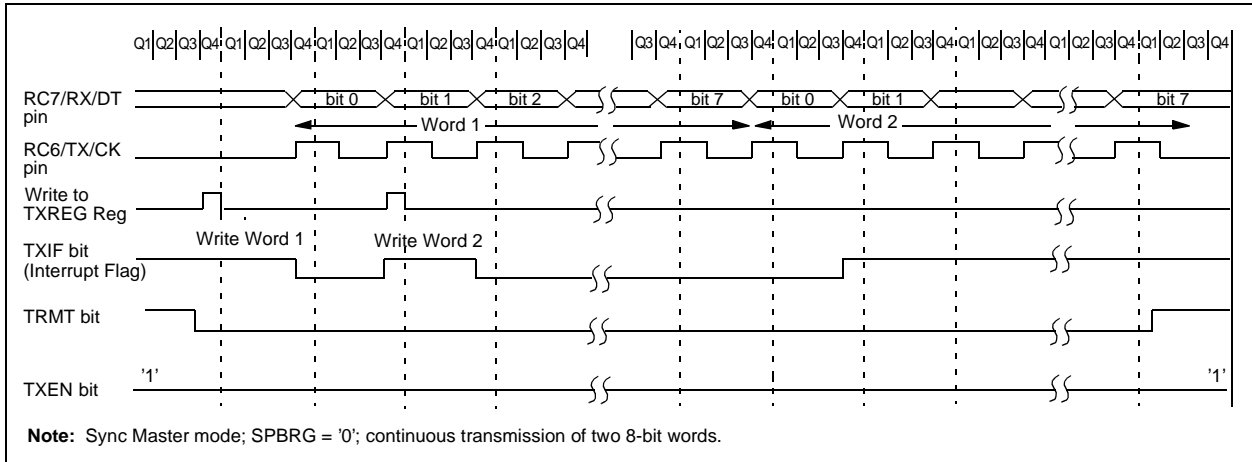 Q1 Q2 Q3 Q4 Q1 Q2 Q3 Q4 Q1 Q2 Q3 Q4 Q1 Q2 Q3 Q4 Q1 Q2 Q3 Q4 Q3 Q4 Q1 Q2 Q3 Q4 Q1 Q2 Q3 Q4 Q1 Q2 Q3 Q4 Q1 Q2 Q3 Q4 Q1 Q2 Q3 Q4
RC7/RX/DT
pin
bit 0 bit 1 bit 2 bit 7 bit 0 bit 1 bit 7
Word 1 Word 2
RC6/TX/CK
pin
Write to
TXREG Reg
Write Word 1 Write Word 2
TXIF bit
(Interrupt Flag)
TRMT bit
TXEN bit '1' '1'
Note: Sync Master mode; SPBRG = '0'; continuous transmission of two 8-bit words.